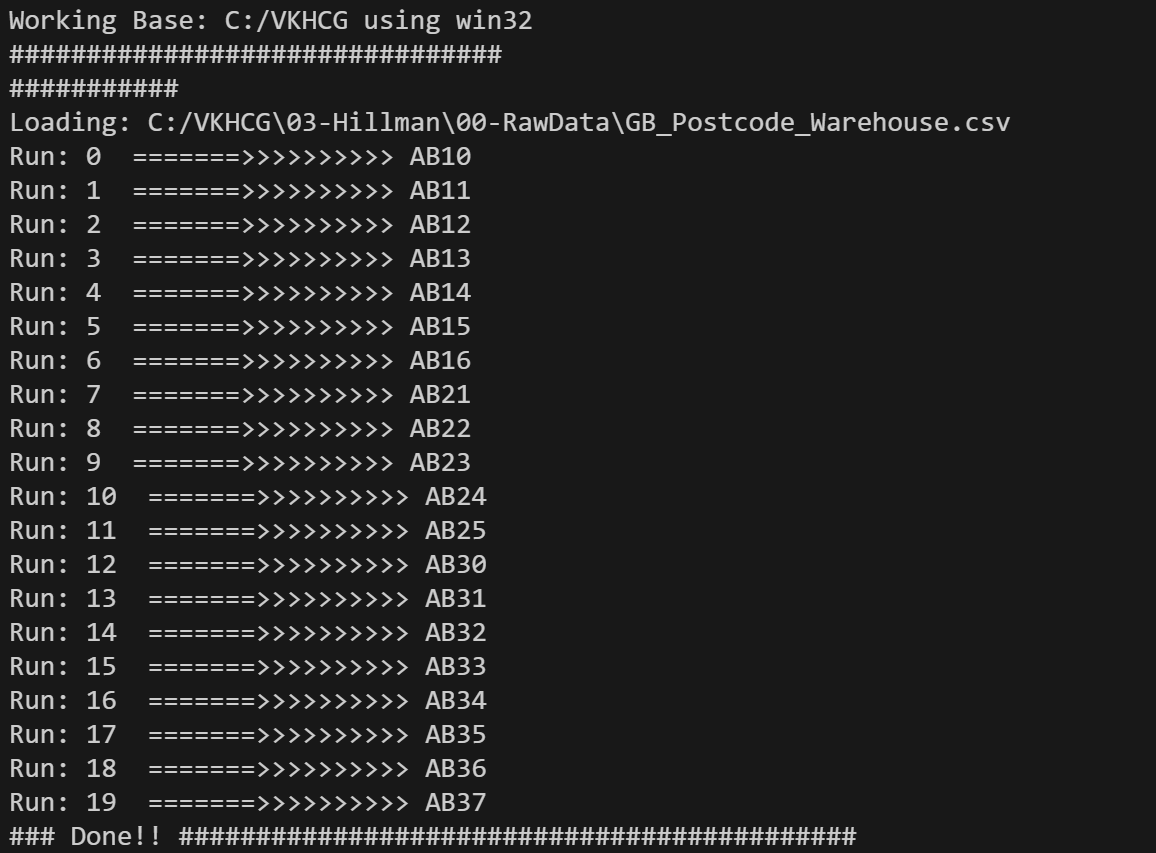 Working Base: C:/VKHCG using win32
################################
###########
Loading: C:/VKHCG\03-Hillman\00-RawData\GB_Postcode_Warehouse.csv
Run: 0  =======>>>>>>>>>> AB10
Run: 1  =======>>>>>>>>>> AB11
Run: 2  =======>>>>>>>>>> AB12
Run: 3  =======>>>>>>>>>> AB13
Run: 4  =======>>>>>>>>>> AB14
Run: 5  =======>>>>>>>>>> AB15
Run: 6  =======>>>>>>>>>> AB16
Run: 7  =======>>>>>>>>>> AB21
Run: 8  =======>>>>>>>>>> AB22
Run: 9  =======>>>>>>>>>> AB23
Run: 10  =======>>>>>>>>>> AB24
Run: 11  =======>>>>>>>>>> AB25
Run: 12  =======>>>>>>>>>> AB30
Run: 13  =======>>>>>>>>>> AB31
Run: 14  =======>>>>>>>>>> AB32
Run: 15  =======>>>>>>>>>> AB33
Run: 16  =======>>>>>>>>>> AB34
Run: 17  =======>>>>>>>>>> AB35
Run: 18  =======>>>>>>>>>> AB36
Run: 19  =======>>>>>>>>>> AB37
### Done!! ############################################